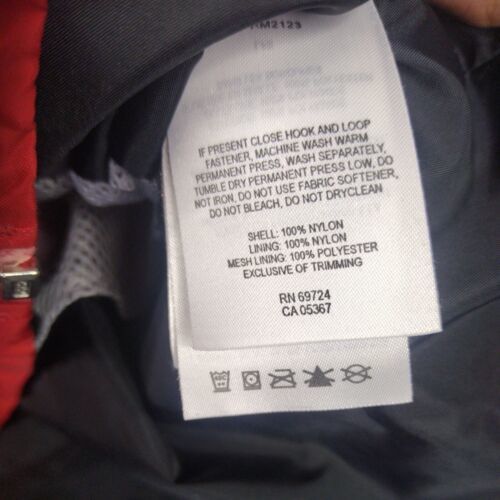 RM2123
IF PRESENT CLOSE HOOK AND LOOP
FASTENER, MACHINE WASH WARM
PERMANENT PRESS, WASH SEPARATELY,
TUMBLE DRY PERMANENT PRESS LOW, DO
NOT IRON, DO NOT USE FABRIC SOFTENER,
DO NOT BLEACH, DO NOT DRYCLEAN
SHELL: 100% NYLON
LINING: 100% NYLON
MESH LINING: 100% POLYESTER
EXCLUSIVE OF TRIMMING
RN 69724
CA 05367